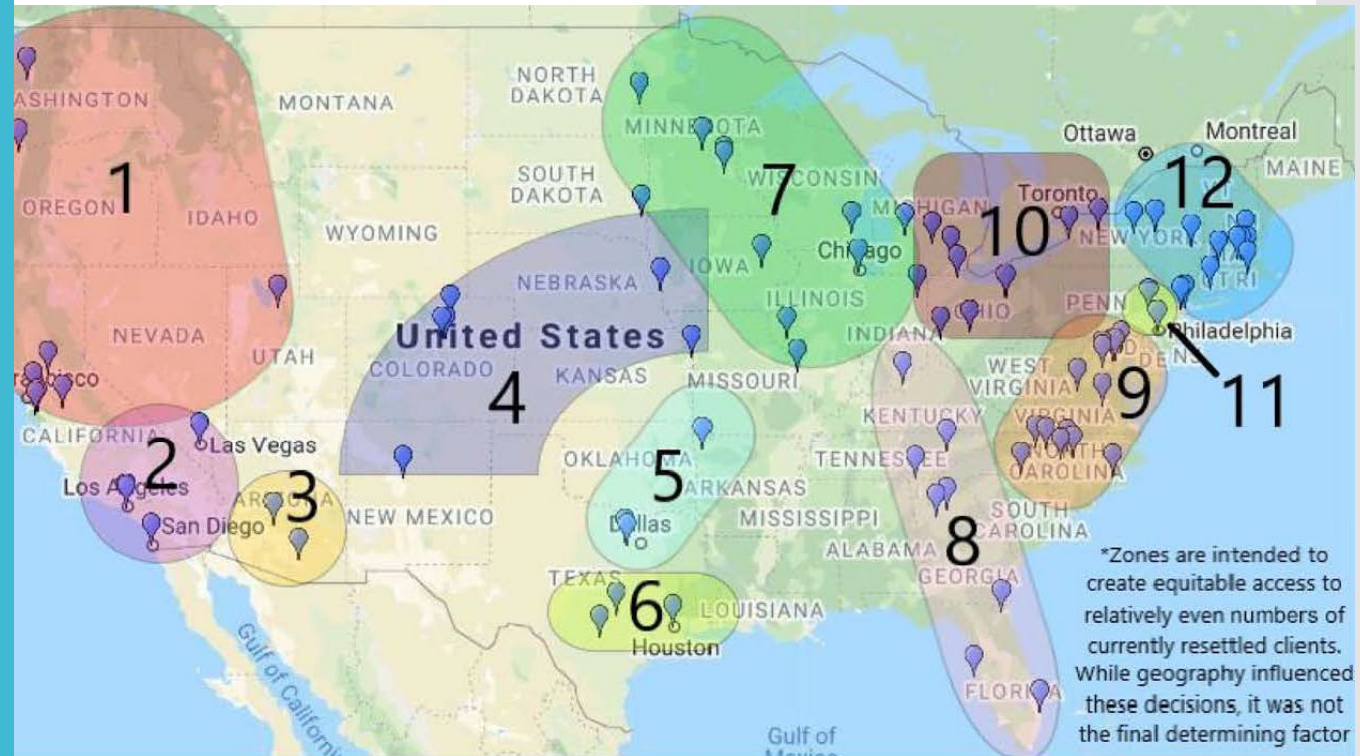 NORTH
DAKOTA
ASHINGTON
MONTANA
MINNESOTA
Ottawa
Montreal
MAINE
1
SOUTH
DAKOTA
7
WISCONSIN
12
OREGON
IDAHO
Toronto
MICHIGAN
10
NEW YORK
WYOMING
Chicago
IOWA
NEBRASKA
ILLINOIS
PENN
OHIO
NEVADA
United States
INDIANA
Philadelphia
UTAH
COLORADO
KANSAS
MISSOURI
WEST
VIRGINIA
11
4
9
KENTUCKY
VIRGINIA
CALIFORNIA
2
Las Vegas
OKLAHOMA
5
TENNESSEE
NORTH
CAROLINA
Los Angeles
ARIZONA
3
ARKANSAS
San Diego
NEW MEXICO
Dallas
MISSISSIPPI
SOUTH
CAROLINA
ALABAMA
8
GEORGIA
TEXAS
6
LOUISIANA
Houston
FLORIDA
Gulf of California
Gulf of
*Zones are intended to
create equitable access to
relatively even numbers of
currently resettled clients.
While geography influenced
these decisions, it was not
the final determining factor